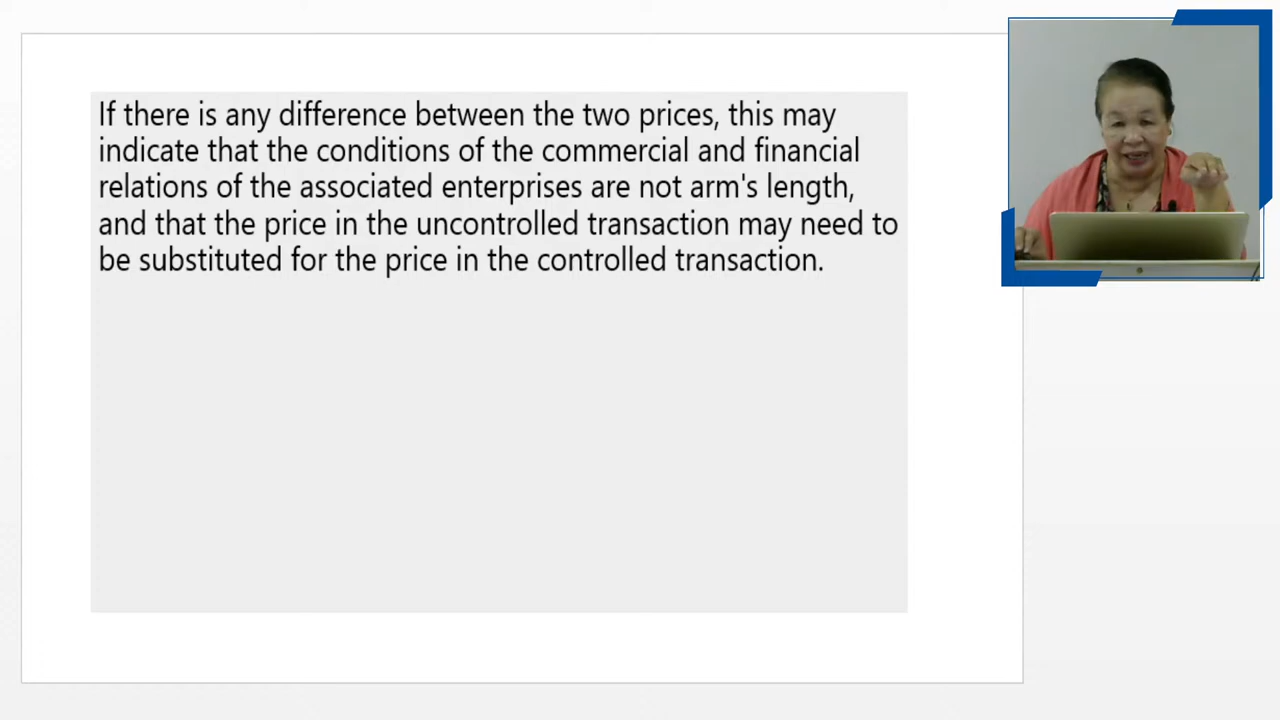 If there is any difference between the two prices, this may
indicate that the conditions of the commercial and financial
relations of the associated enterprises are not arm's length,
and that the price in the uncontrolled transaction may need to
be substituted for the price in the controlled transaction.